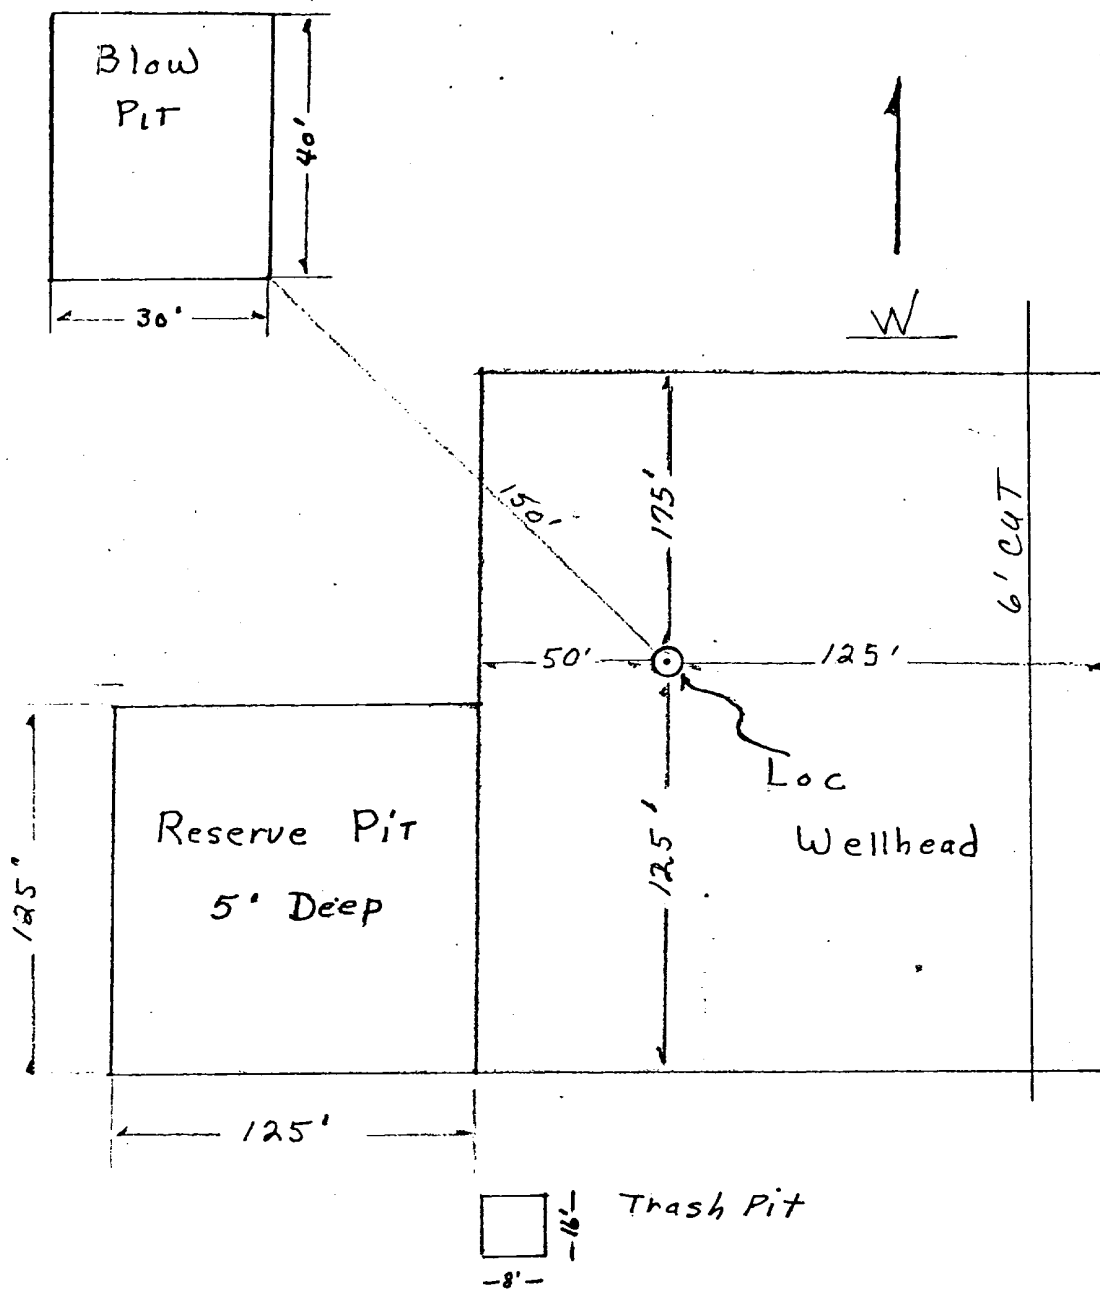 Blow
Pit
40'
30'
W
150'
175'
6' CUT
50'
125'
Loc
Wellhead
125'
Reserve Pit
5' Deep
125'
125'
Trash Pit
16'
8'